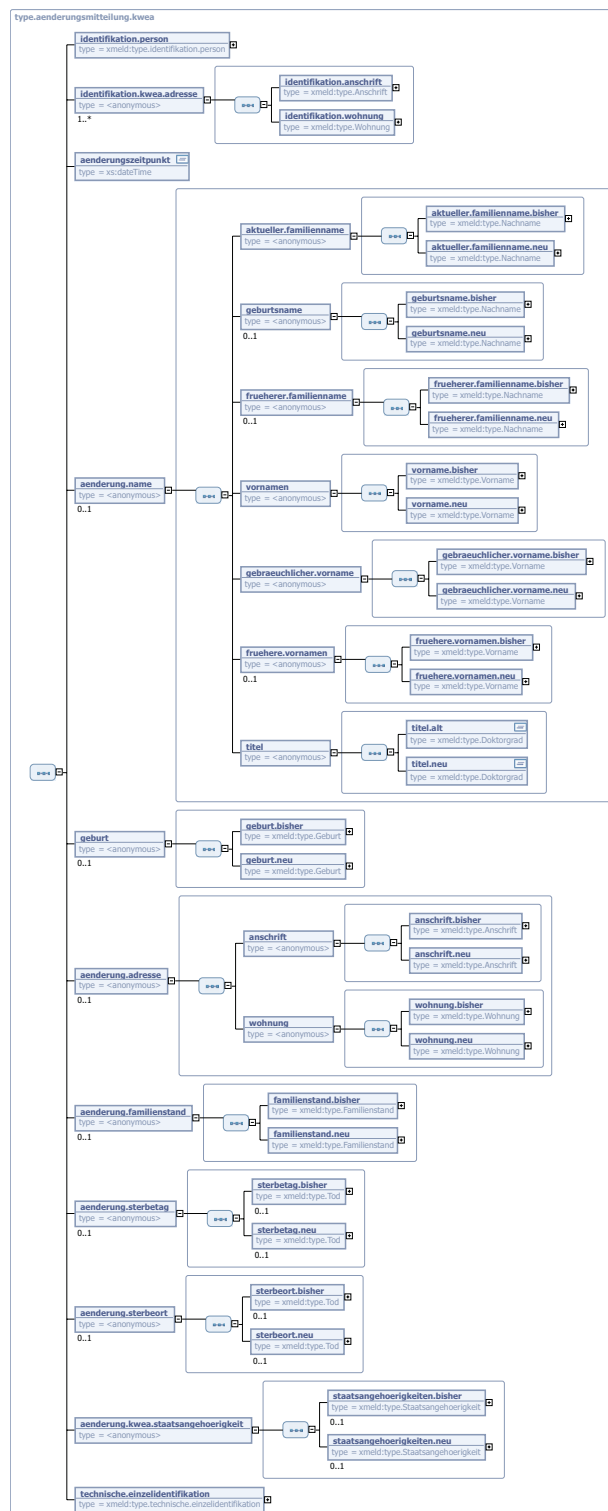 type.aenderungsmitteilung.kwea
identifikation.person
type = xmeld:type.identifikation.person
identifikation.kwea.adresse
type = <anonymous>
1..*
identifikation.anschrift
type = xmeld:type.Anschrift
identifikation.wohnung
type = xmeld:type.Wohnung
aenderungszeitpunkt
type = xs:dateTime
aenderung.name
type = <anonymous>
0..1
aktueller.familienname
type = <anonymous>
aktueller.familienname.bisher
type = xmeld:type.Nachname
aktueller.familienname.neu
type = xmeld:type.Nachname
geburtsname
type = <anonymous>
0..1
geburtsname.bisher
type = xmeld:type.Nachname
geburtsname.neu
type = xmeld:type.Nachname
frueherer.familienname
type = <anonymous>
0..1
frueherer.familienname.bisher
type = xmeld:type.Nachname
frueherer.familienname.neu
type = xmeld:type.Nachname
vornamen
type = <anonymous>
vorname.bisher
type = xmeld:type.Vorname
vorname.neu
type = xmeld:type.Vorname
gebraeuchlicher.vorname
type = <anonymous>
gebraeuchlicher.vorname.bisher
type = xmeld:type.Vorname
gebraeuchlicher.vorname.neu
type = xmeld:type.Vorname
fruehere.vornamen
type = <anonymous>
0..1
fruehere.vornamen.bisher
type = xmeld:type.Vorname
fruehere.vornamen.neu
type = xmeld:type.Vorname
titel
type = <anonymous>
titel.alt
type = xmeld:type.Doktorgrad
titel.neu
type = xmeld:type.Doktorgrad
geburt
type = <anonymous>
0..1
geburt.bisher
type = xmeld:type.Geburt
geburt.neu
type = xmeld:type.Geburt
aenderung.adresse
type = <anonymous>
0..1
anschrift
type = <anonymous>
anschrift.bisher
type = xmeld:type.Anschrift
anschrift.neu
type = xmeld:type.Anschrift
wohnung
type = <anonymous>
wohnung.bisher
type = xmeld:type.Wohnung
wohnung.neu
type = xmeld:type.Wohnung
aenderung.familienstand
type = <anonymous>
0..1
familienstand.bisher
type = xmeld:type.Familienstand
familienstand.neu
type = xmeld:type.Familienstand
aenderung.sterbetag
type = <anonymous>
0..1
sterbetag.bisher
type = xmeld:type.Tod
0..1
sterbetag.neu
type = xmeld:type.Tod
0..1
aenderung.sterbeort
type = <anonymous>
0..1
sterbeort.bisher
type = xmeld:type.Tod
0..1
sterbeort.neu
type = xmeld:type.Tod
0..1
aenderung.kwea.staatsangehoerigkeit
type = <anonymous>
staatsangehoerigkeiten.bisher
type = xmeld:type.Staatsangehoerigkeit
0..1
staatsangehoerigkeiten.neu
type = xmeld:type.Staatsangehoerigkeit
0..1
technische.einzelidentifikation
type = xmeld:type.technische.einzelidentifikation